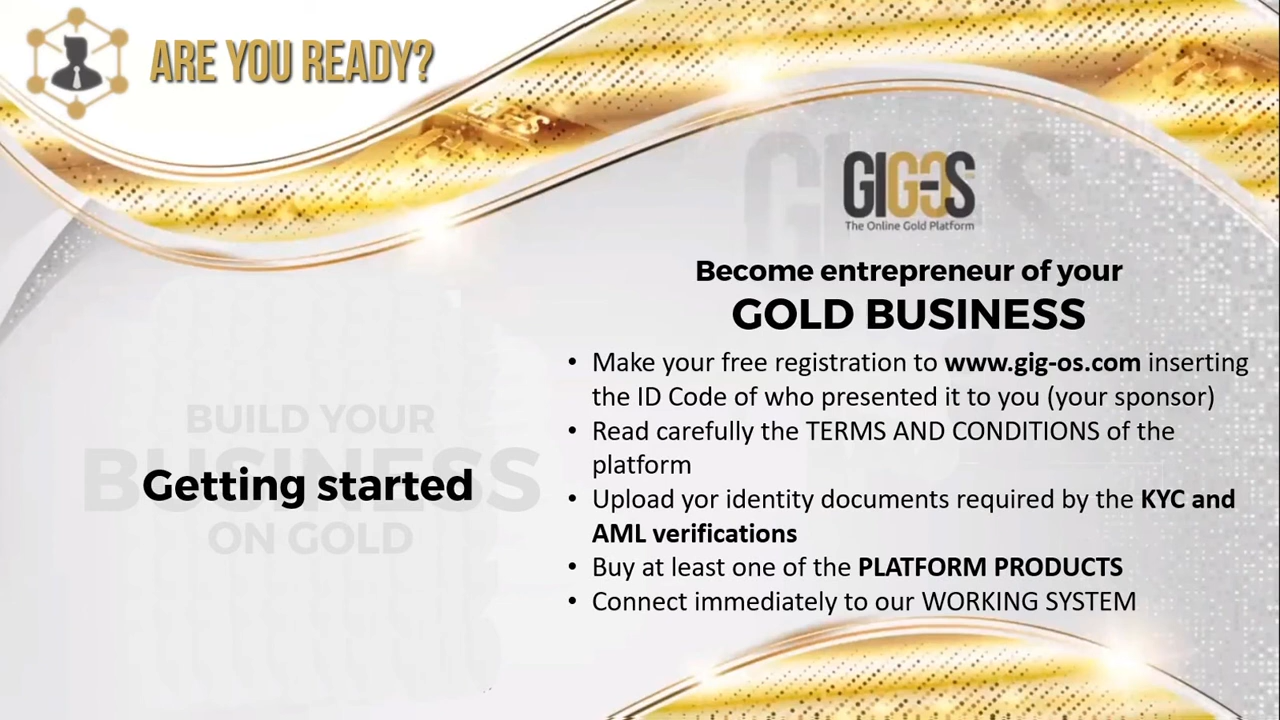 ARE YOU READY?
GIG-OS
The Online Gold Platform
Become entrepreneur of your
GOLD BUSINESS
• Make your free registration to www.gig-os.com inserting
the ID Code of who presented it to you (your sponsor)
• Read carefully the TERMS AND CONDITIONS of the
platform
• Upload yor identity documents required by the KYC and
AML verifications
• Buy at least one of the PLATFORM PRODUCTS
• Connect immediately to our WORKING SYSTEM
BUILD YOUR
BUSINESS
ON GOLD
Getting started